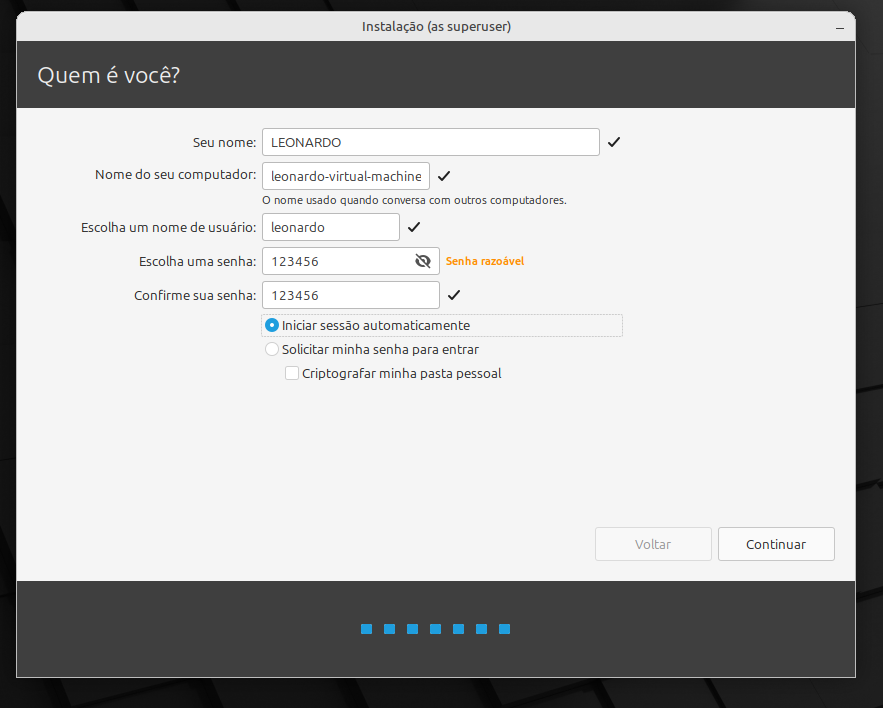 Instalação (as superuser)
Quem é você?
Seu nome: LEONARDO
Nome do seu computador: leonardo-virtual-machine
O nome usado quando conversa com outros computadores.
Escolha um nome de usuário: leonardo
Escolha uma senha: 123456 Senha razoável
Confirme sua senha: 123456
Iniciar sessão automaticamente
Solicitar minha senha para entrar
Criptografar minha pasta pessoal
Voltar Continuar